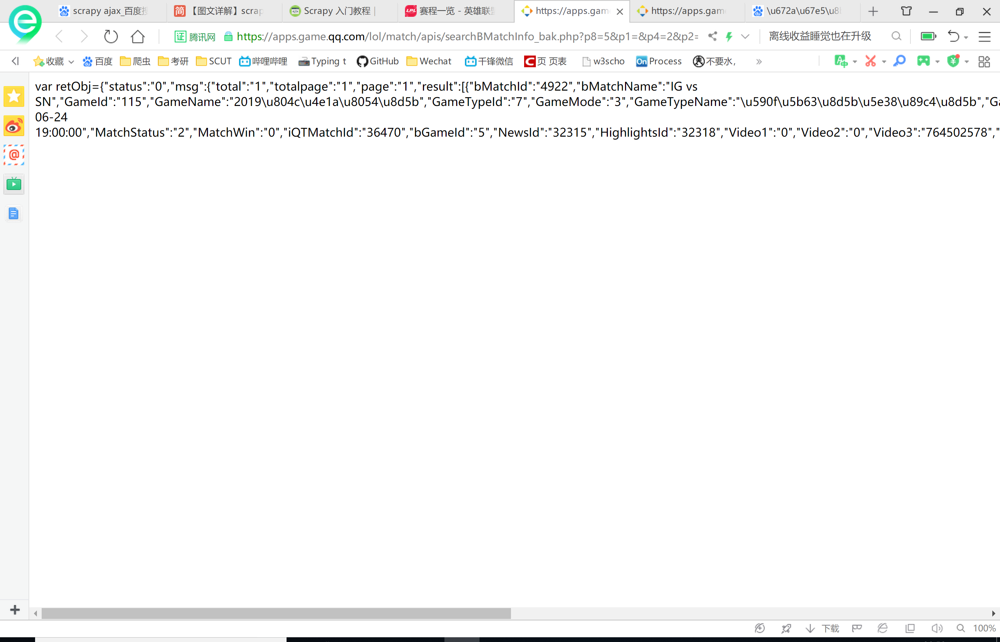 scrapy ajax_百度搜
简 【图文详解】scrap
Scrapy 入门教程 |
LPL 赛程一览 - 英雄联盟
https://apps.gam
https://apps.gam
\u672a\u67e5\u8
证 腾讯网 https://apps.game.qq.com/lol/match/apis/searchBMatchInfo_bak.php?p8=5&p1=&p4=2&p2= 离线收益睡觉也在升级
收藏 百度 爬虫 考研 SCUT 哔哩哔哩 Typing t GitHub Wechat 千锋微信 C 页 页表 w3scho On Process 不要水, »
var retObj={"status":"0","msg":{"total":"1","totalpage":"1","page":"1","result":[{"bMatchId":"4922","bMatchName":"IG vs
SN","GameId":"115","GameName":"2019\u804c\u4e1a\u8054\u8d5b","GameTypeId":"7","GameMode":"3","GameTypeName":"\u590f\u5b63\u8d5b\u5e38\u89c4\u8d5b","Ga
06-24
19:00:00","MatchStatus":"2","MatchWin":"0","iQTMatchId":"36470","bGameId":"5","NewsId":"32315","HighlightsId":"32318","Video1":"0","Video2":"0","Video3":"764502578","
下载 100%